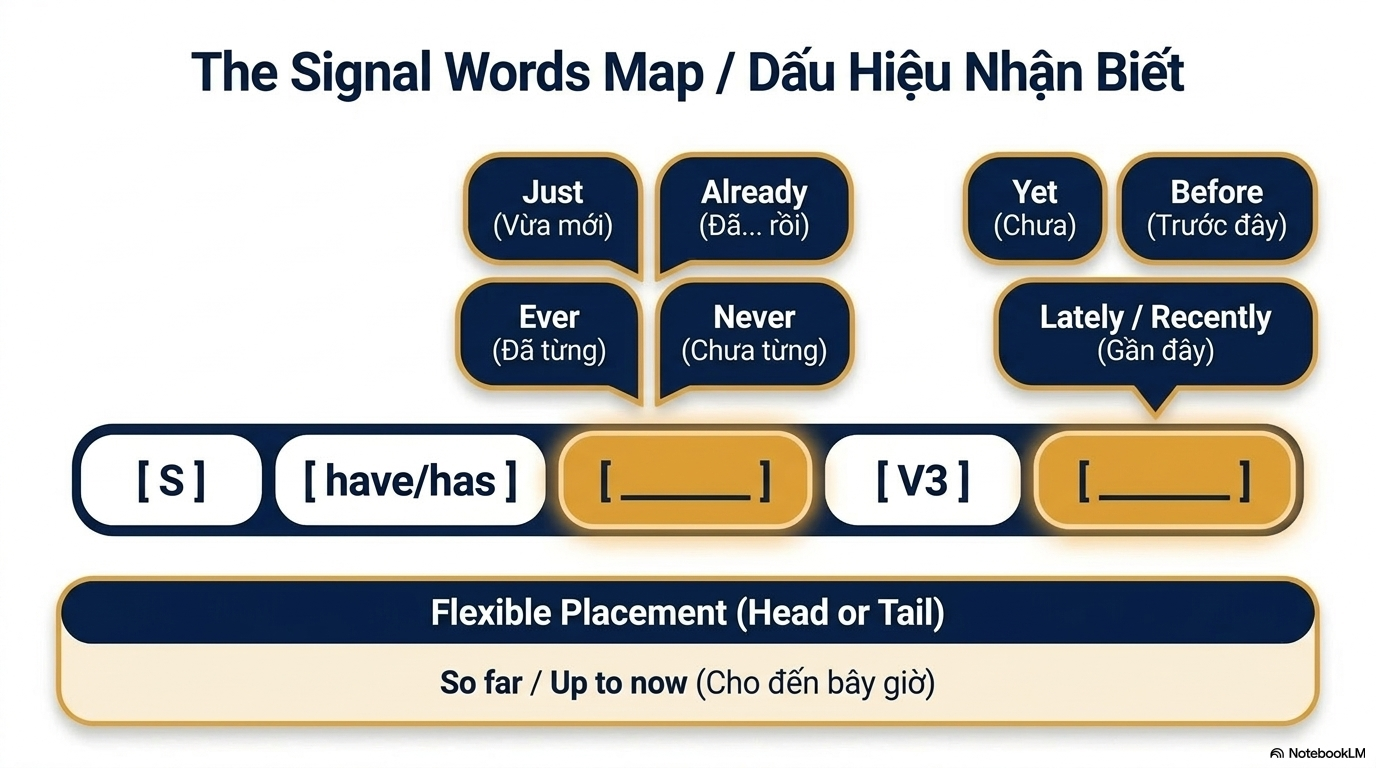 The Signal Words Map / Dấu Hiệu Nhận Biết
Just
(Vừa mới)
Already
(Đã... rồi)
Yet
(Chưa)
Before
(Trước đây)
Ever
(Đã từng)
Never
(Chưa từng)
Lately / Recently
(Gần đây)
[ S ] [ have/has ] [ ______ ] [ V3 ] [ ______ ]
Flexible Placement (Head or Tail)
So far / Up to now (Cho đến bây giờ)
NotebookLM